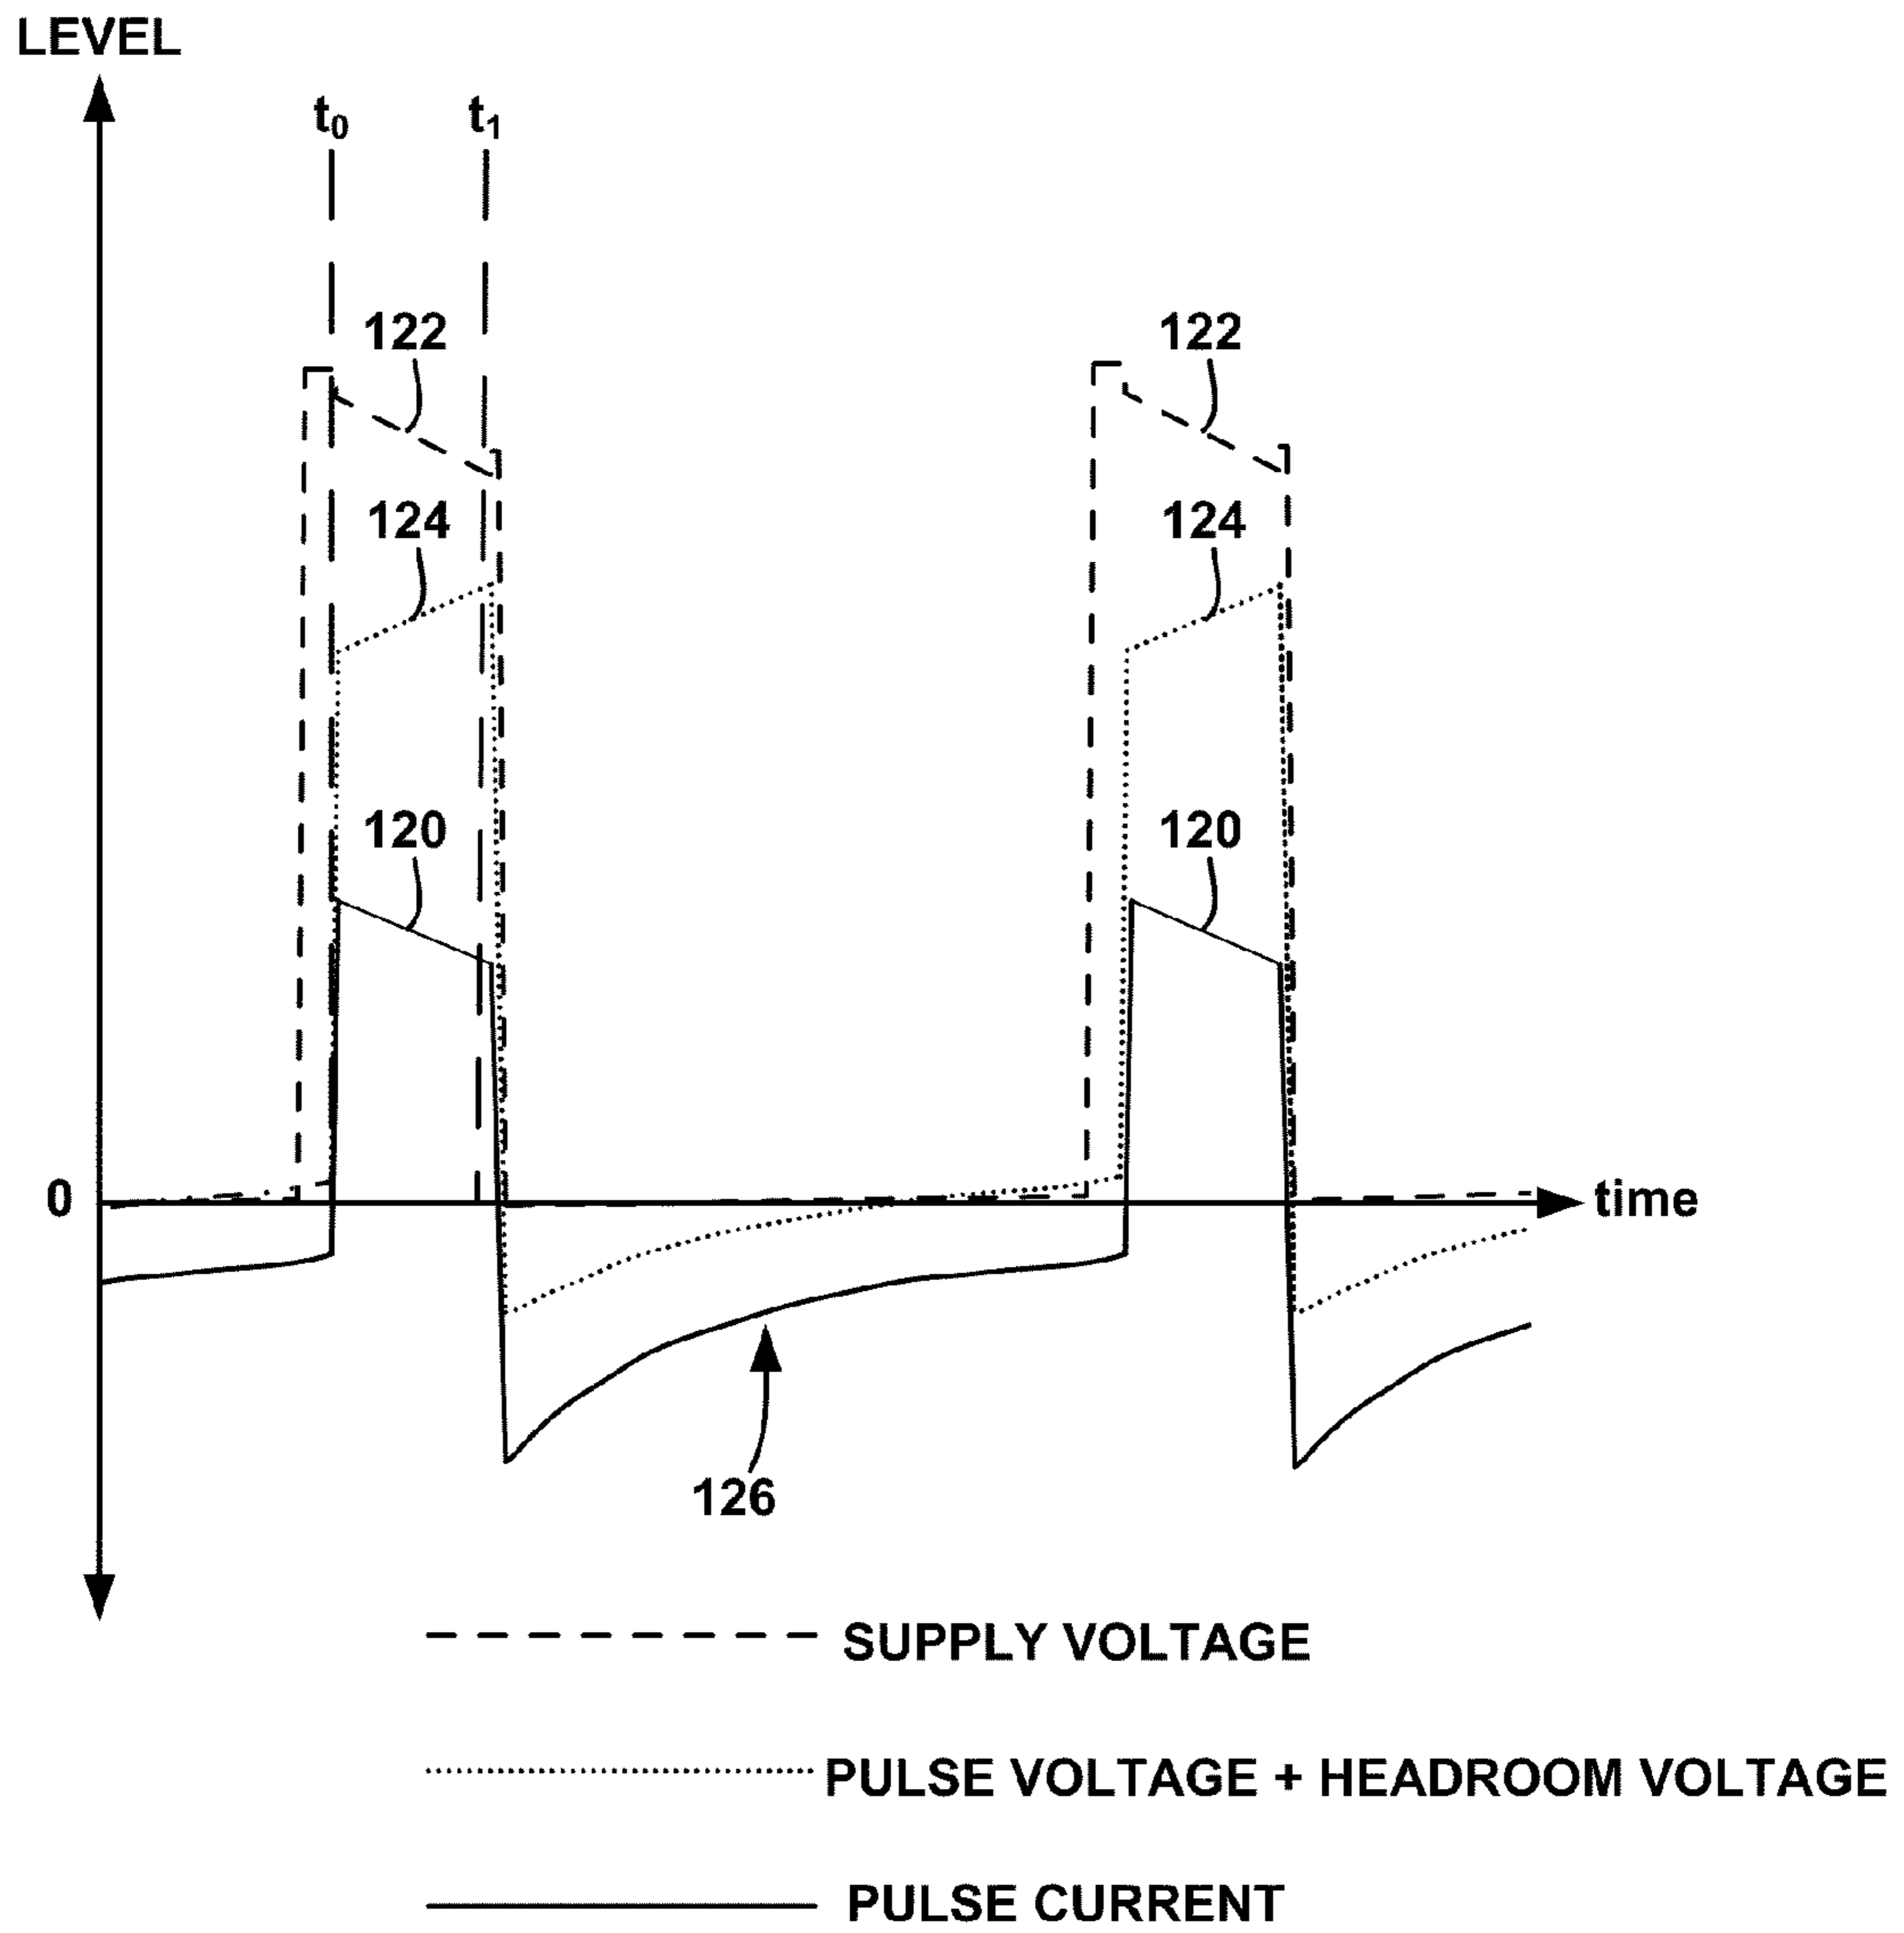 LEVEL
t0 t1
122 122
124 124
120 120
0 time
126
SUPPLY VOLTAGE
PULSE VOLTAGE + HEADROOM VOLTAGE
PULSE CURRENT